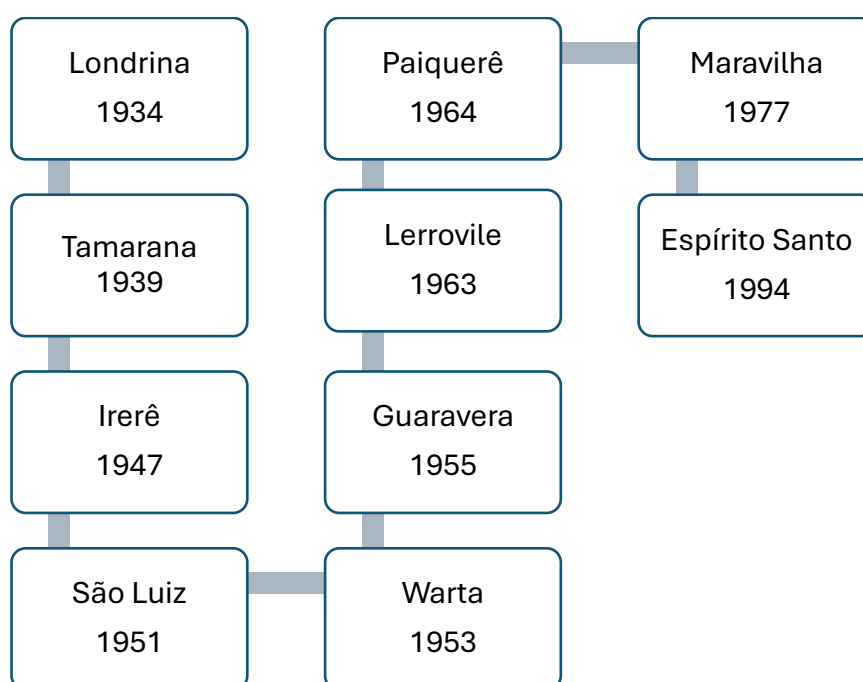 Londrina
1934
Tamarana
1939
Irerê
1947
São Luiz
1951
Warta
1953
Guaravera
1955
Lerrovile
1963
Paiquerê
1964
Maravilha
1977
Espírito Santo
1994